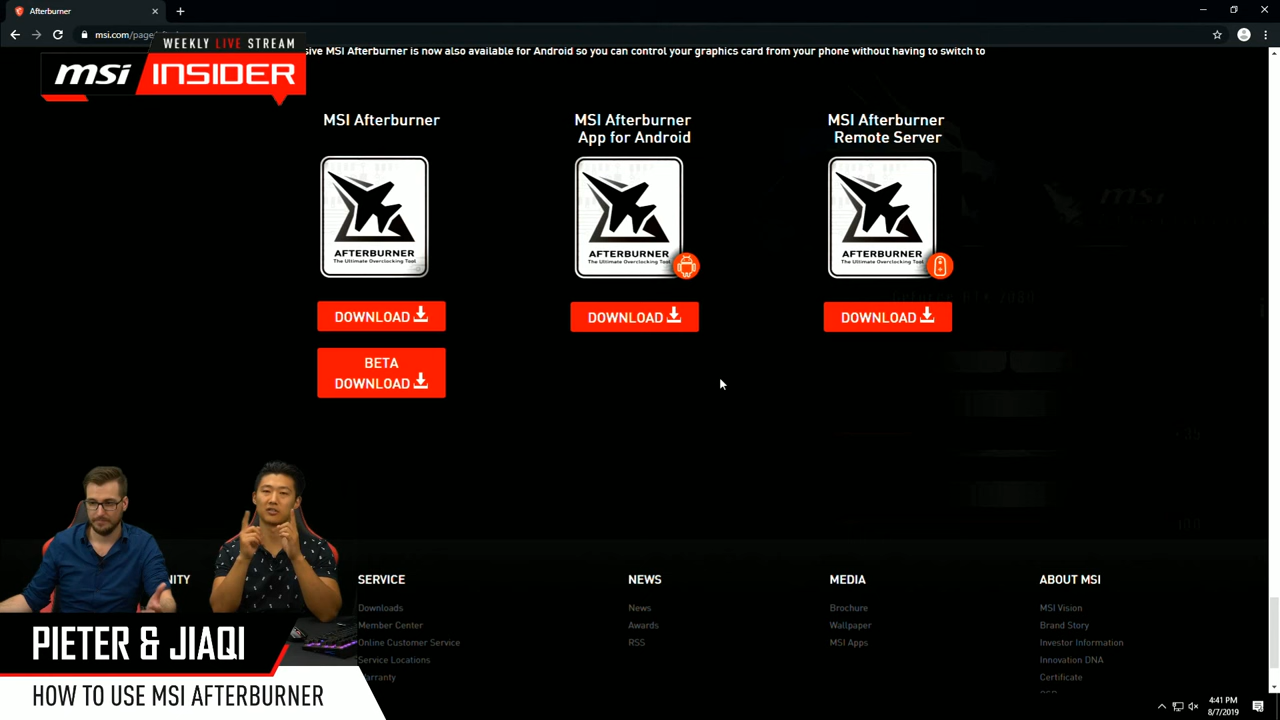 Afterburner
msi.com/page/
WEEKLY LIVE STREAM
msi INSIDER
sive MSI Afterburner is now also available for Android so you can control your graphics card from your phone without having to switch to
MSI Afterburner
MSI Afterburner
App for Android
MSI Afterburner
Remote Server
AFTERBURNER
The Ultimate Overclocking Tool
AFTERBURNER
The Ultimate Overclocking Tool
AFTERBURNER
The Ultimate Overclocking Tool
DOWNLOAD
DOWNLOAD
DOWNLOAD
BETA
DOWNLOAD
NITY
SERVICE
Downloads
Member Center
Online Customer Service
Service Locations
Warranty
NEWS
News
Awards
RSS
MEDIA
Brochure
Wallpaper
MSI Apps
ABOUT MSI
MSI Vision
Brand Story
Investor Information
Innovation DNA
Certificate
PIETER & JIAQI
HOW TO USE MSI AFTERBURNER
4:41 PM
8/7/2019